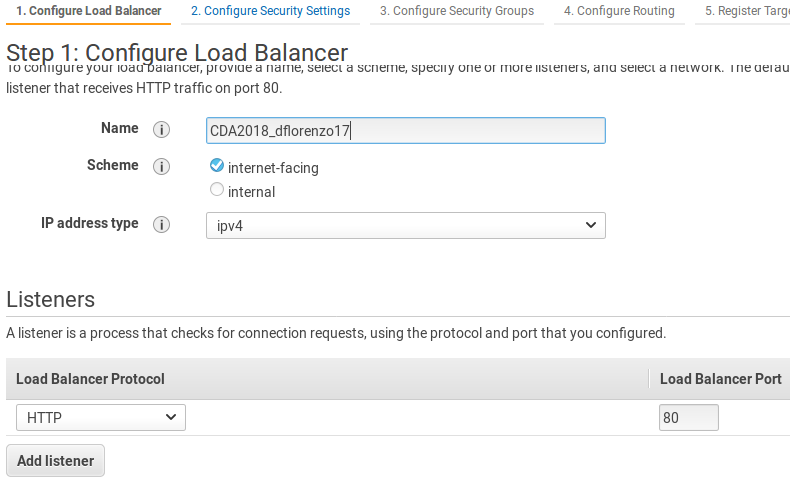 1. Configure Load Balancer 2. Configure Security Settings 3. Configure Security Groups 4. Configure Routing 5. Register Targe
Step 1: Configure Load Balancer
To configure your load balancer, provide a name, select a scheme, specify one or more listeners, and select a network. The defau
listener that receives HTTP traffic on port 80.
Name i CDA2018_dflorenzo17
Scheme i internet-facing
internal
IP address type i ipv4
Listeners
A listener is a process that checks for connection requests, using the protocol and port that you configured.
Load Balancer Protocol Load Balancer Port
HTTP 80
Add listener